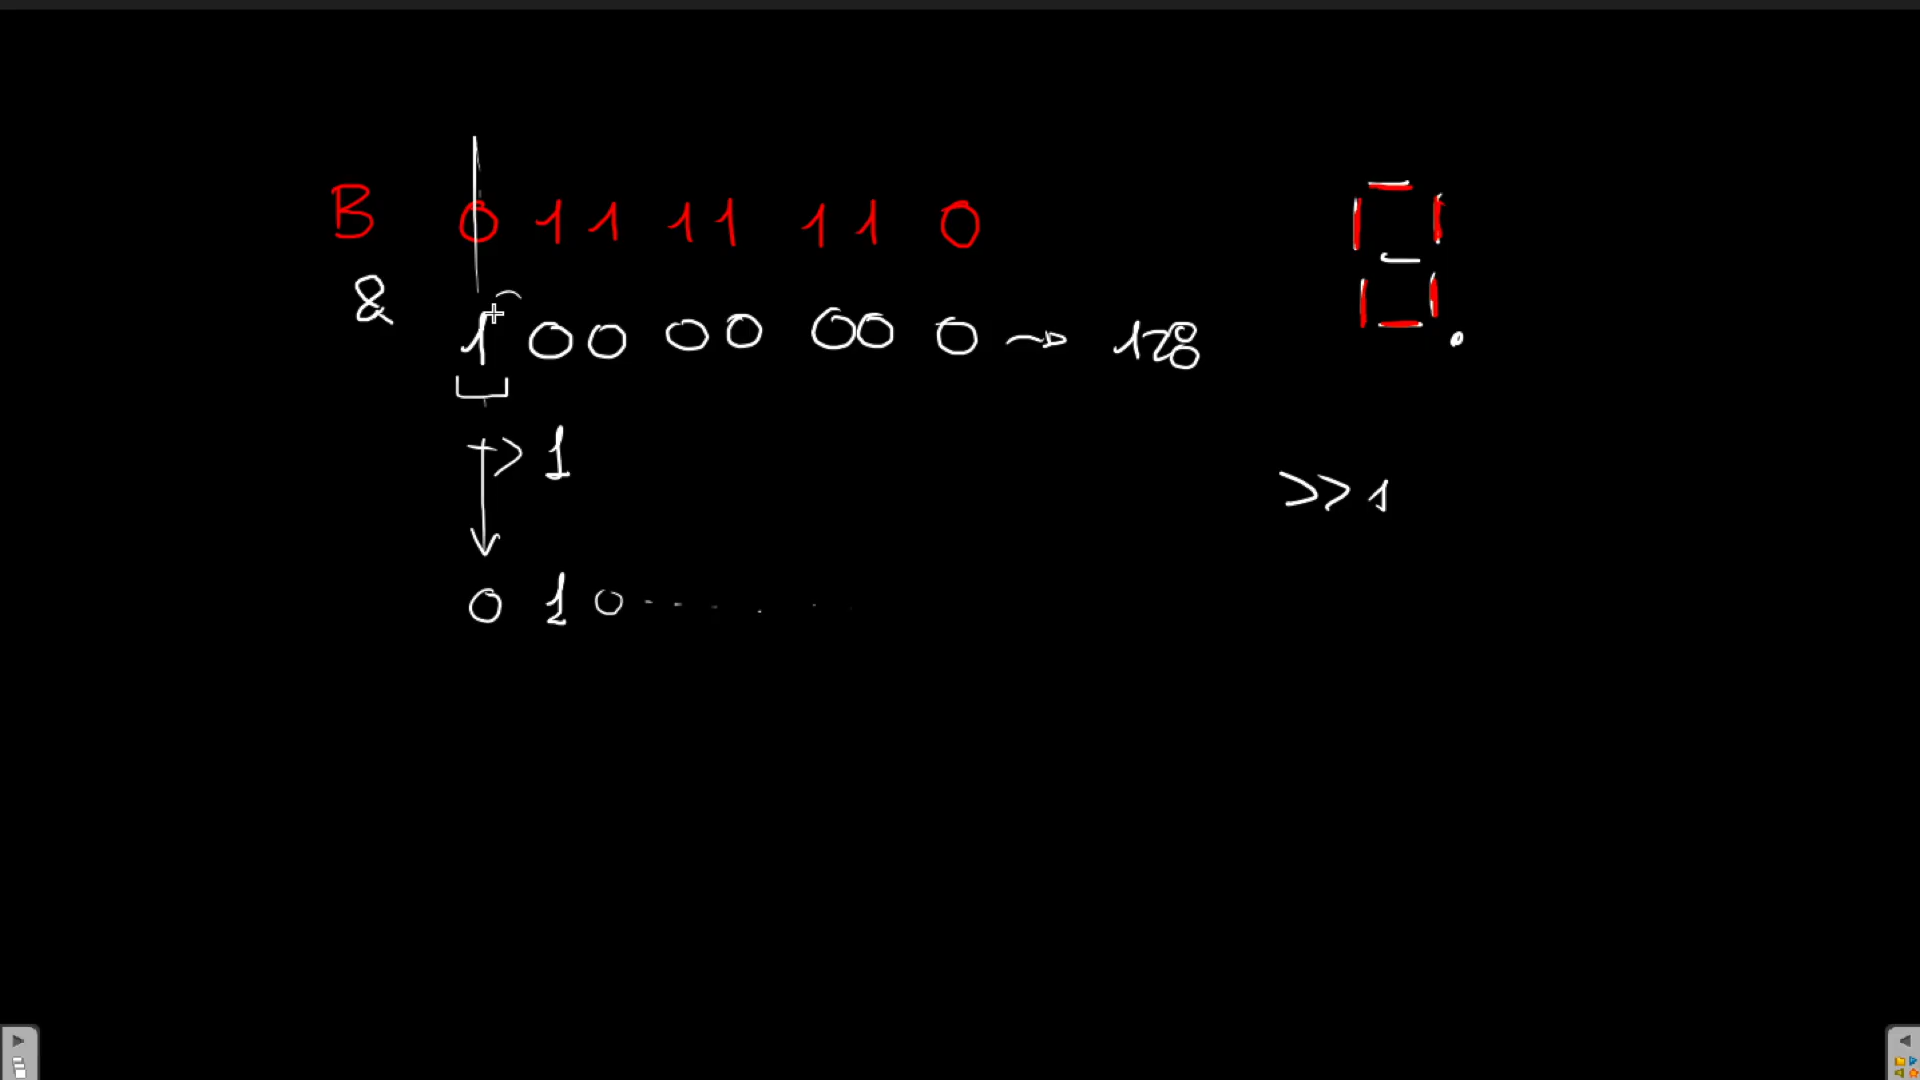 B 0 1 1 1 1 1 1 0
& 1 0 0 0 0 0 0 0 → 128
> 1
>> 1
0 1 0 . . . . . .